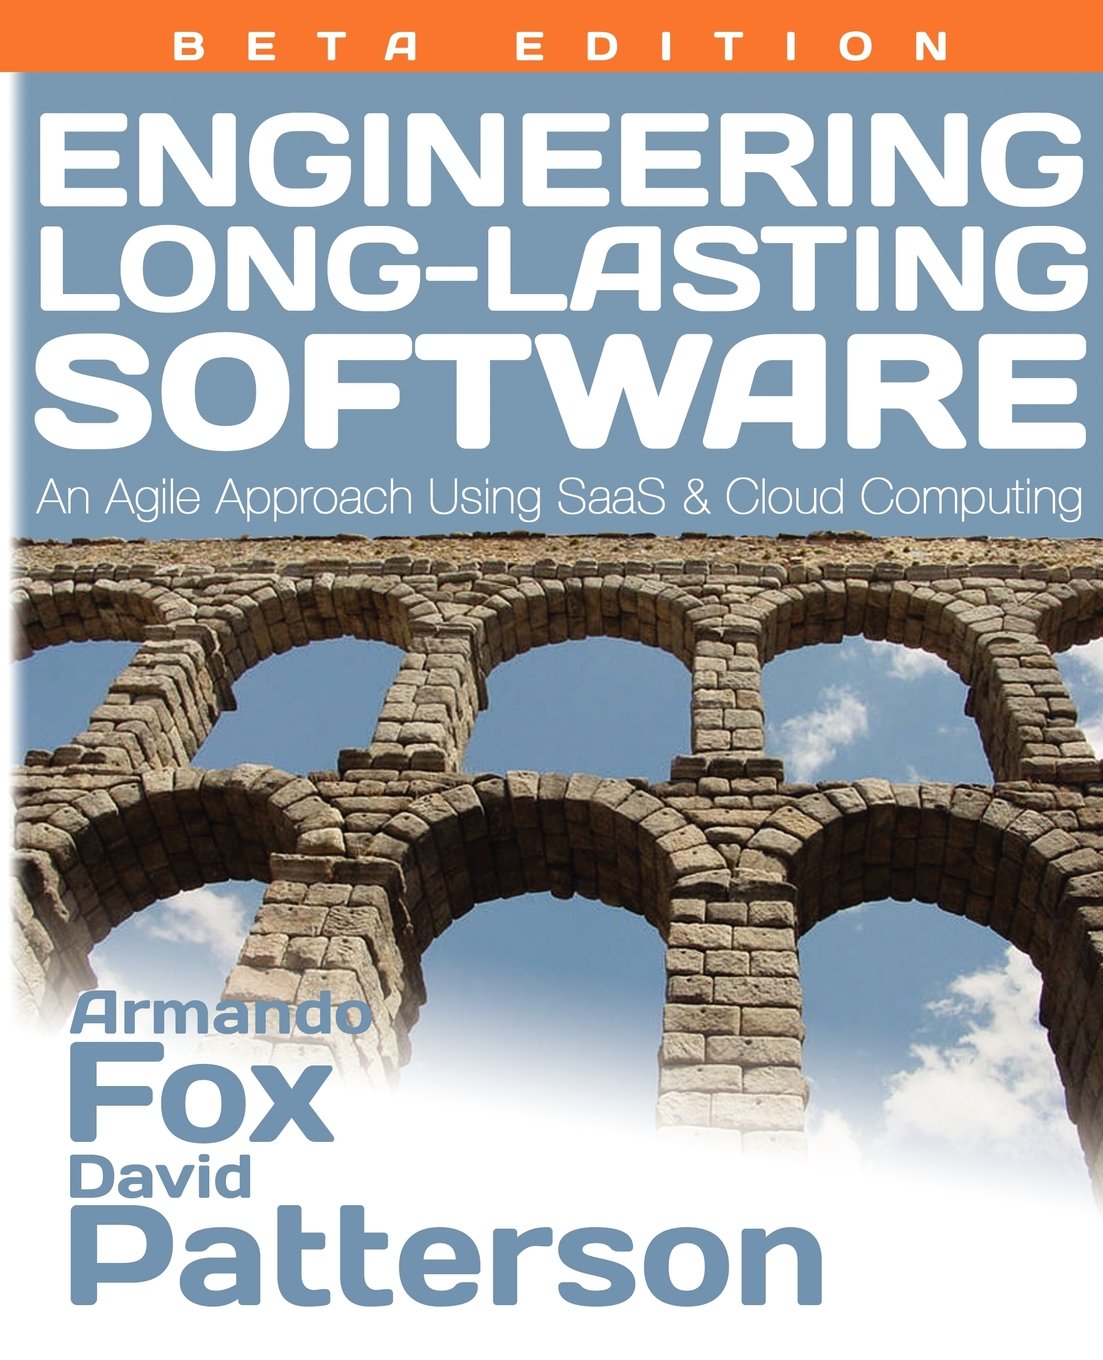 BETA EDITION
ENGINEERING
LONG-LASTING
SOFTWARE
An Agile Approach Using SaaS & Cloud Computing
Armando
Fox
David
Patterson